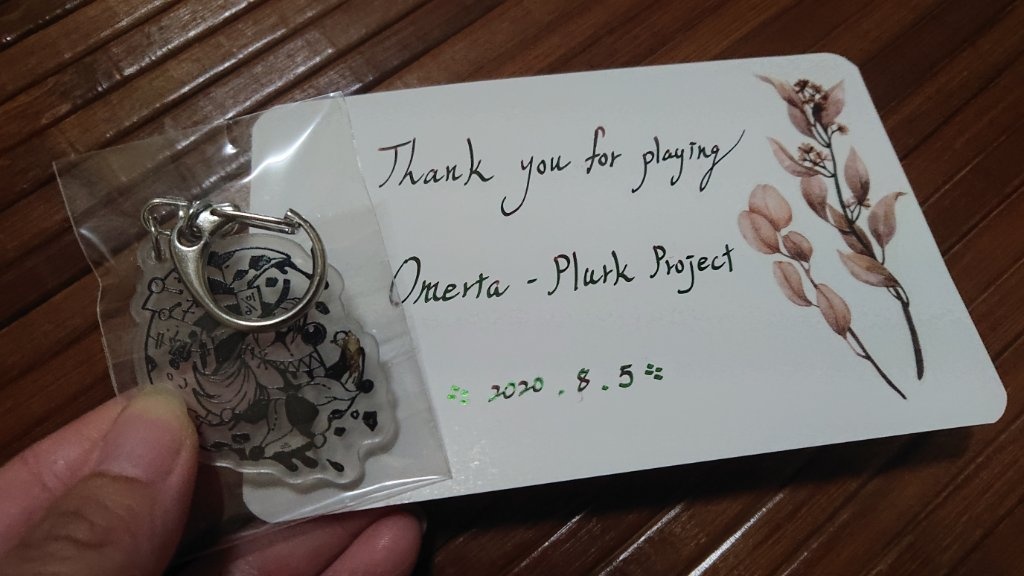 Thank you for playing
Omerta - Plurk Project
2020.8.5